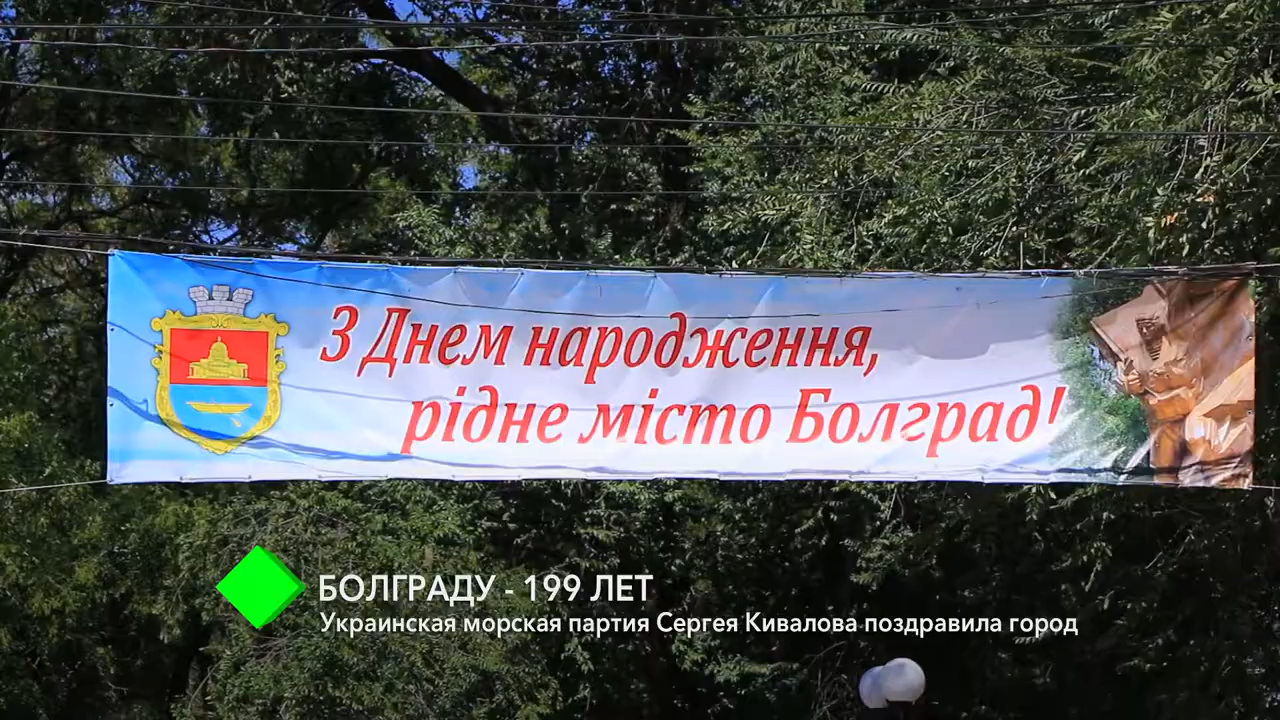 З Днем народження,
рідне місто Болград!
БОЛГРАДУ - 199 ЛЕТ
Украинская морская партия Сергея Кивалова поздравила город